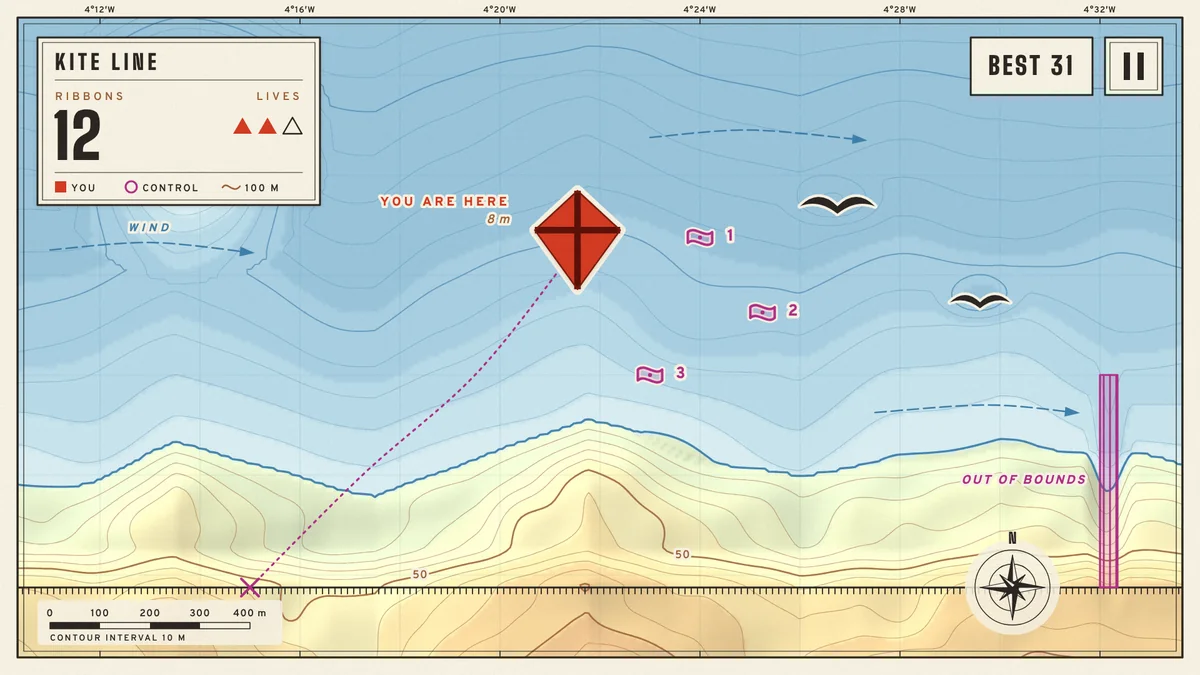 4°12'W 4°16'W 4°20'W 4°24'W 4°28'W 4°32'W
KITE LINE
BEST 31
RIBBONS LIVES
12
YOU CONTROL 100 M
YOU ARE HERE
8 m
WIND
1
2
3
OUT OF BOUNDS
N
50
50
0 100 200 300 400 m
CONTOUR INTERVAL 10 M